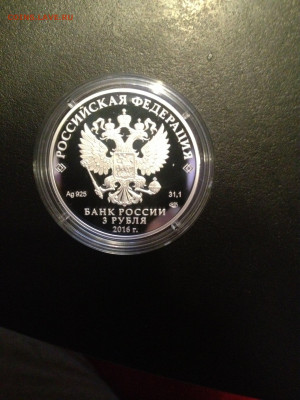 РОССИЙСКАЯ ФЕДЕРАЦИЯ
Ag 925
31,1
БАНК РОССИИ
3 РУБЛЯ
2016 г.